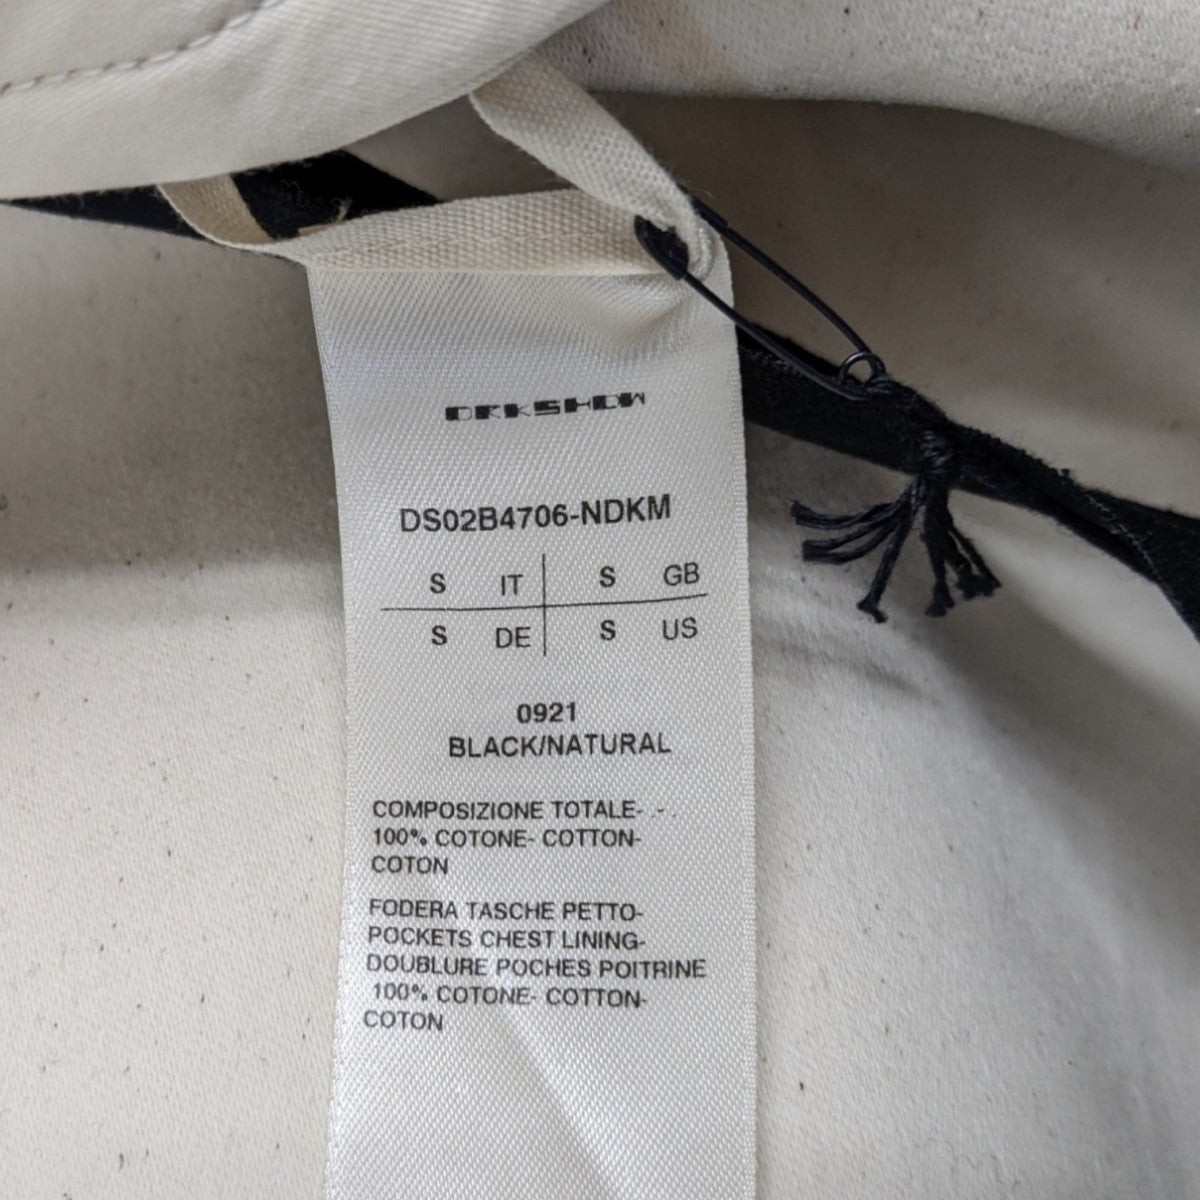 DRKSHDW
DS02B4706-NDKM
S IT S GB
S DE S US
0921
BLACK/NATURAL
COMPOSIZIONE TOTALE- .- .
100% COTONE- COTTON-
COTON
FODERA TASCHE PETTO-
POCKETS CHEST LINING-
DOUBLURE POCHES POITRINE
100% COTONE- COTTON-
COTON